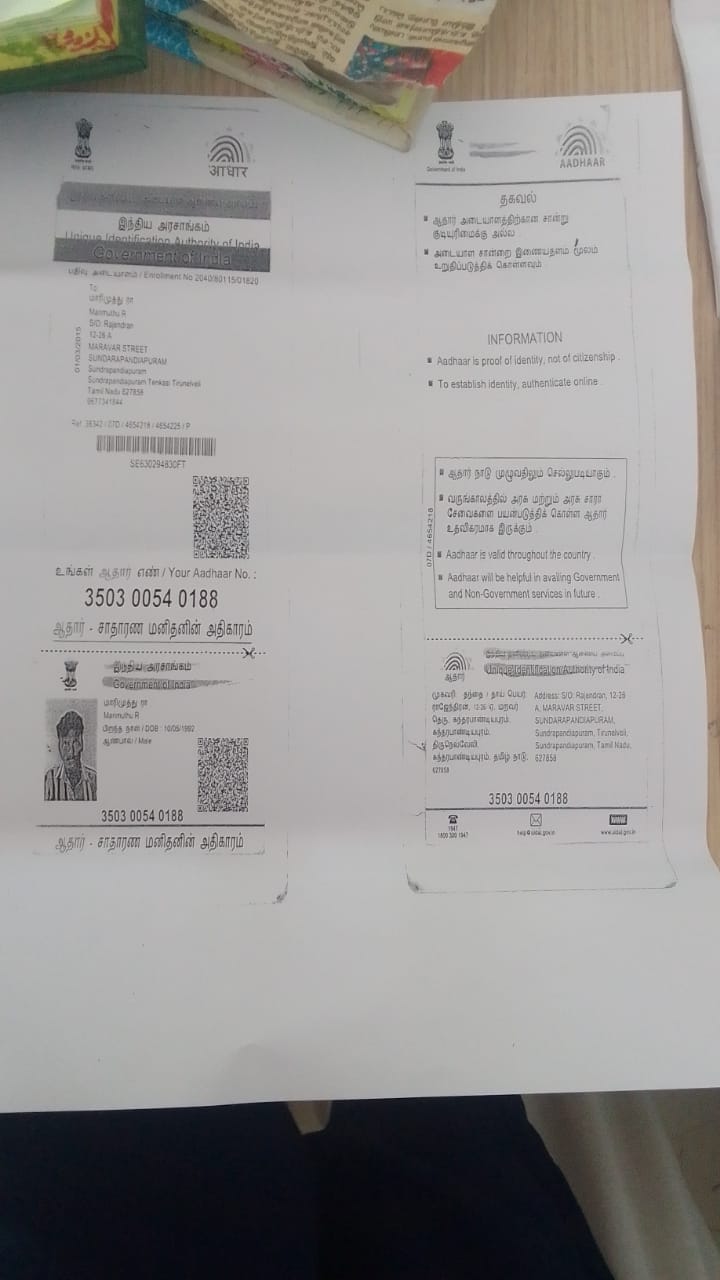 आधार
இந்திய அரசாங்கம்
Unique Identification Authority of India
Government of India
பதிவு அடையாளம் / Enrollment No 2040/80115/01820
To
மாரிமுத்து ரா
Marimuthu R
S/O: Rajendran
12-26 A
MARAVAR STREET
SUNDARAPANDIAPURAM
Sundrapandiapuram
Sundrapandiapuram Tenkasi Tirunelveli
Tamil Nadu 627858
9677341844
01/03/2015
Ref: 36342 / 07D / 4654218 / 4654225 / P
SE630294830FT
உங்கள் ஆதார் எண் / Your Aadhaar No. :
3503 0054 0188
ஆதார் - சாதாரண மனிதனின் அதிகாரம்
இந்திய அரசாங்கம்
Government of India
மாரிமுத்து ரா
Marimuthu R
பிறந்த நாள் / DOB : 10/05/1992
ஆண்பால் / Male
3503 0054 0188
ஆதார் - சாதாரண மனிதனின் அதிகாரம்
Government of India
AADHAAR
தகவல்
ஆதார் அடையாளத்திற்கான சான்று
குடியுரிமைக்கு அல்ல
அடையாள சான்றை இணையதளம் மூலம்
உறுதிப்படுத்திக் கொள்ளவும்
INFORMATION
Aadhaar is proof of identity, not of citizenship .
To establish identity, authenticate online .
ஆதார் நாடு முழுவதிலும் செல்லுபடியாகும் .
வருங்காலத்தில் அரசு மற்றும் அரசு சாரா
சேவைகளை பயன்படுத்திக் கொள்ள ஆதார்
உதவிகரமாக இருக்கும் .
Aadhaar is valid throughout the country .
Aadhaar will be helpful in availing Government
and Non-Government services in future .
07D / 4654218
ஆதார்
Unique Identification Authority of India
முகவரி: தந்தை / தாய் பெயர்:
ராஜேந்திரன், 12-26 ஏ, மறவர்
தெரு, சுந்தரபாண்டியபுரம்,
சுந்தரபாண்டியபுரம்,
திருநெல்வேலி,
சுந்தரபாண்டியபுரம், தமிழ் நாடு,
627858
Address: S/O: Rajendran, 12-26
A, MARAVAR STREET,
SUNDARAPANDIAPURAM,
Sundrapandiapuram, Tirunelveli,
Sundrapandiapuram, Tamil Nadu,
627858
3503 0054 0188
1947
1800 300 1947
help@uidai.gov.in
www
www.uidai.gov.in